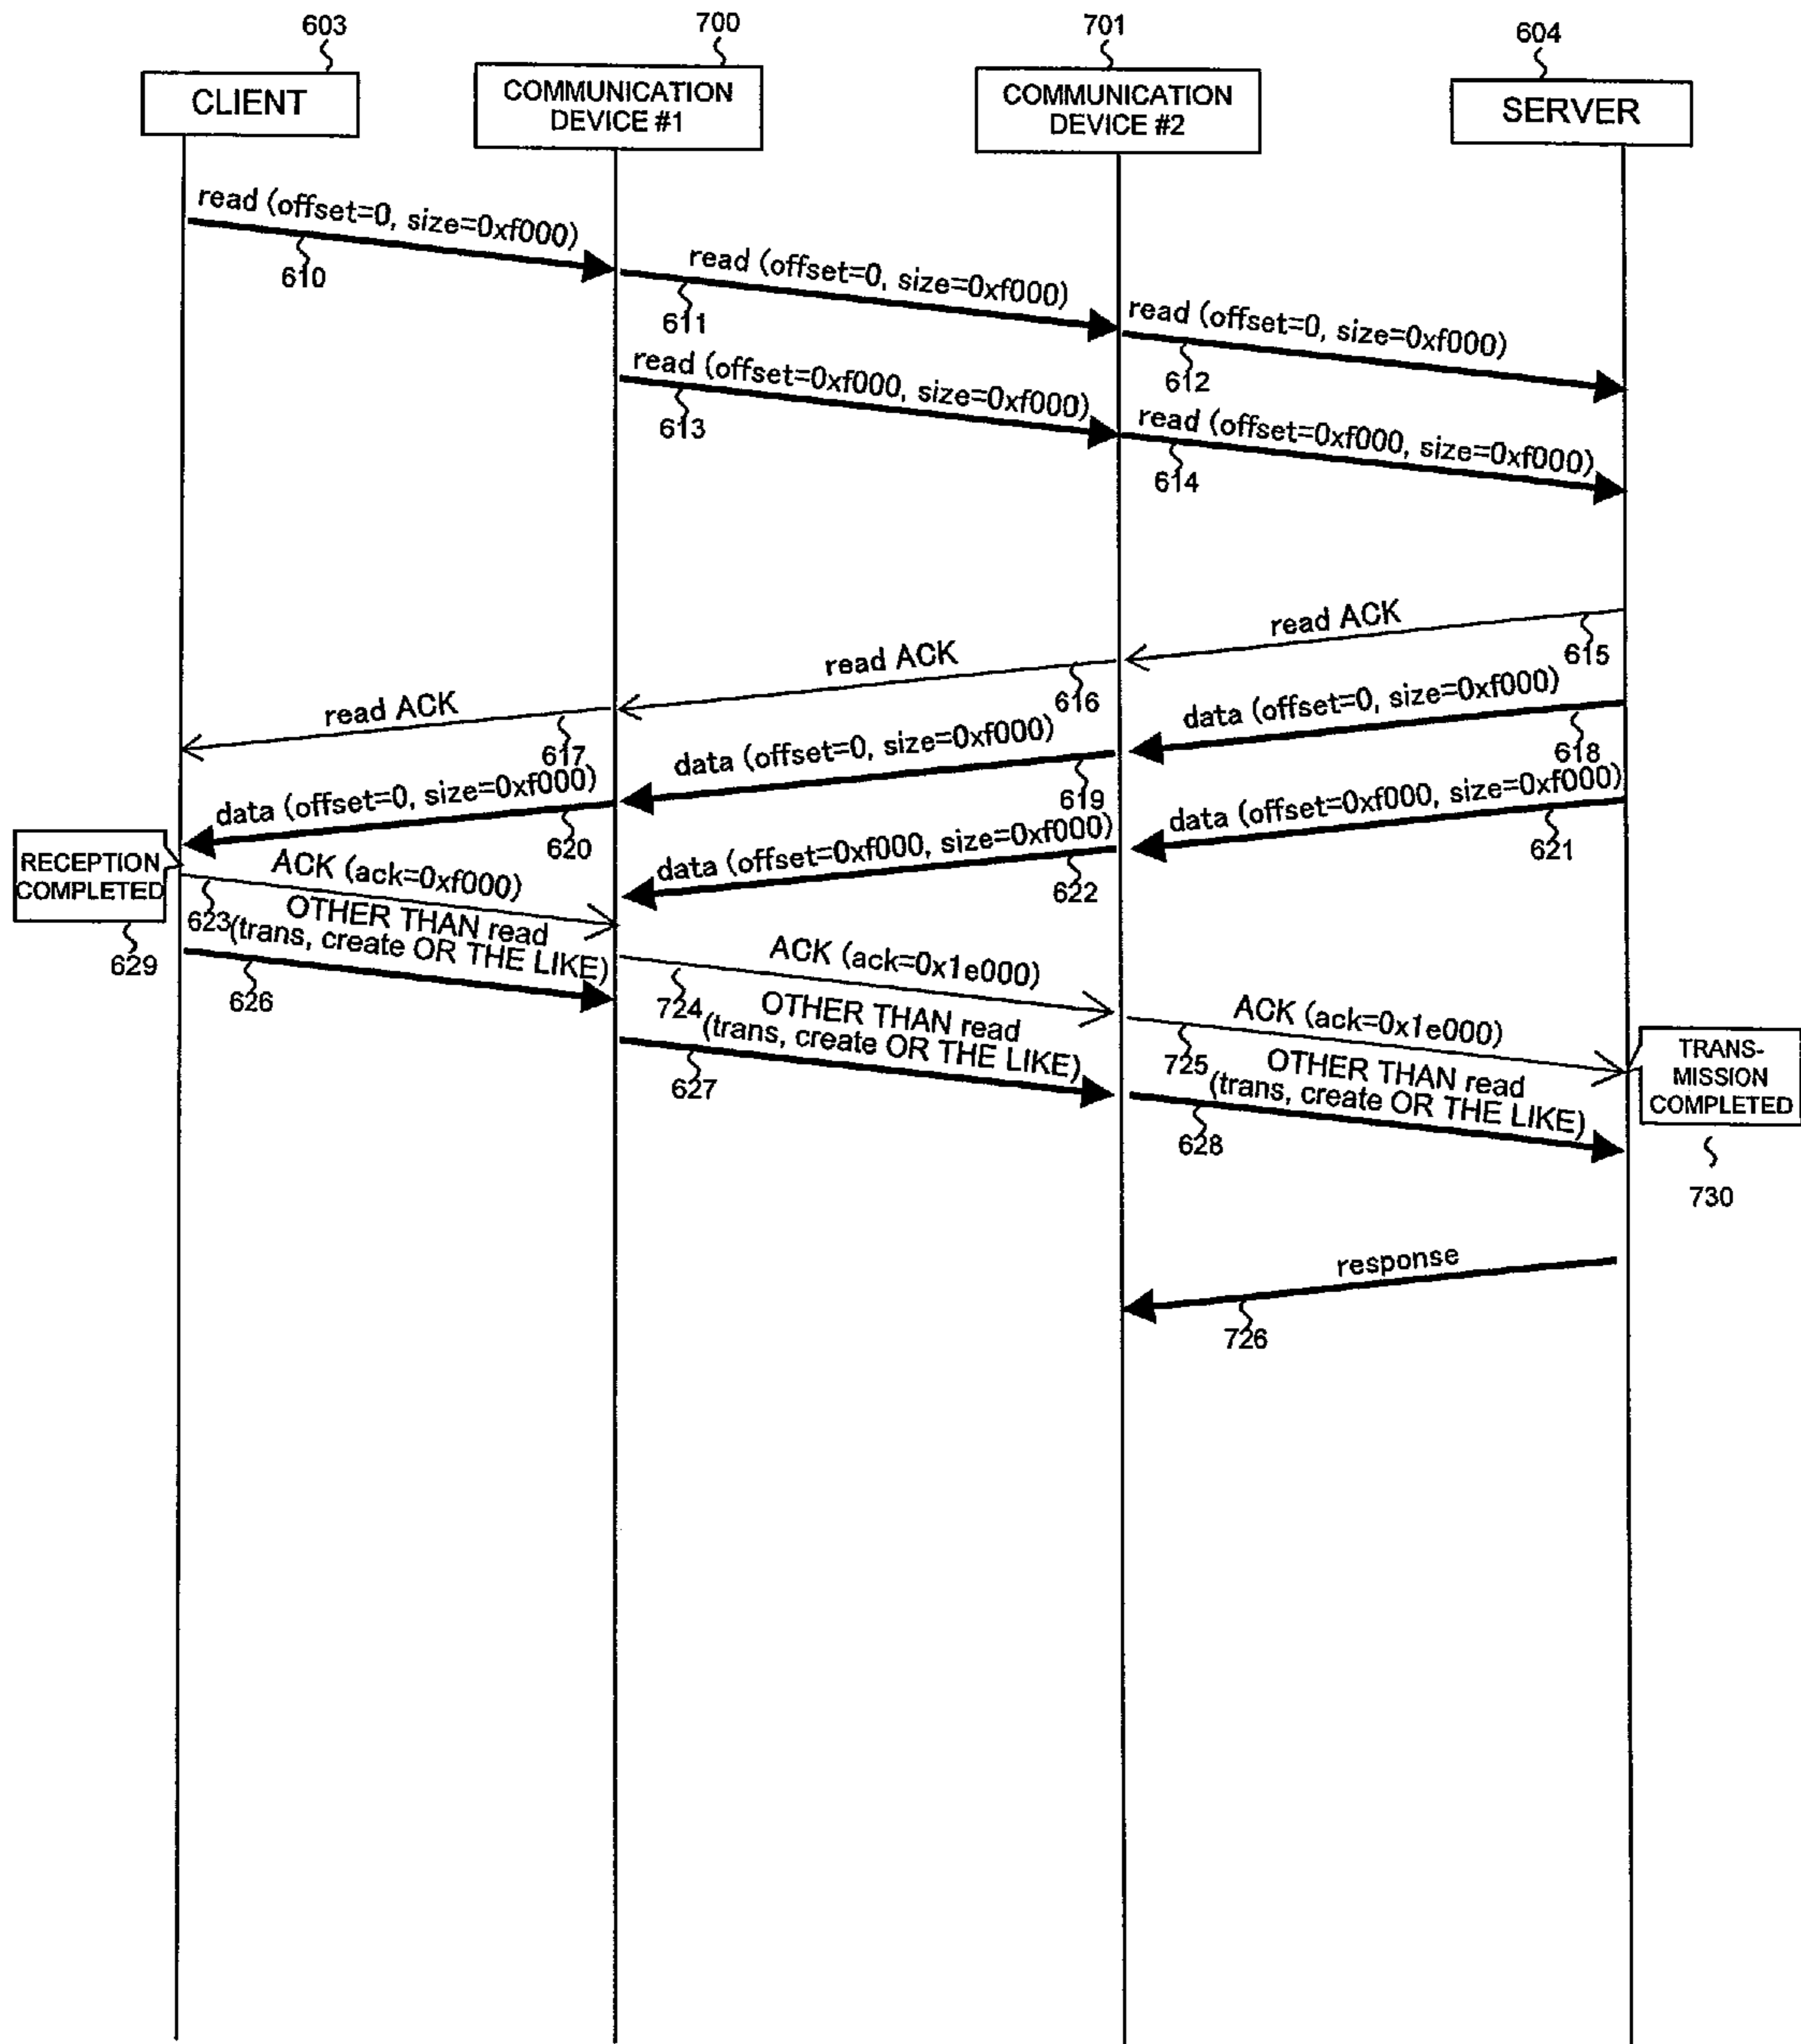 603
700
701
604
CLIENT
COMMUNICATION
DEVICE #1
COMMUNICATION
DEVICE #2
SERVER
read (offset=0, size=0xf000)
610
read (offset=0, size=0xf000)
611
read (offset=0, size=0xf000)
612
read (offset=0xf000, size=0xf000)
613
read (offset=0xf000, size=0xf000)
614
read ACK
615
read ACK
616
read ACK
617
data (offset=0, size=0xf000)
618
data (offset=0, size=0xf000)
619
data (offset=0, size=0xf000)
620
data (offset=0xf000, size=0xf000)
621
data (offset=0xf000, size=0xf000)
622
RECEPTION
COMPLETED
629
ACK (ack=0xf000)
623
OTHER THAN read
(trans, create OR THE LIKE)
626
ACK (ack=0x1e000)
724
OTHER THAN read
(trans, create OR THE LIKE)
627
ACK (ack=0x1e000)
725
OTHER THAN read
(trans, create OR THE LIKE)
628
TRANS-
MISSION
COMPLETED
730
response
726